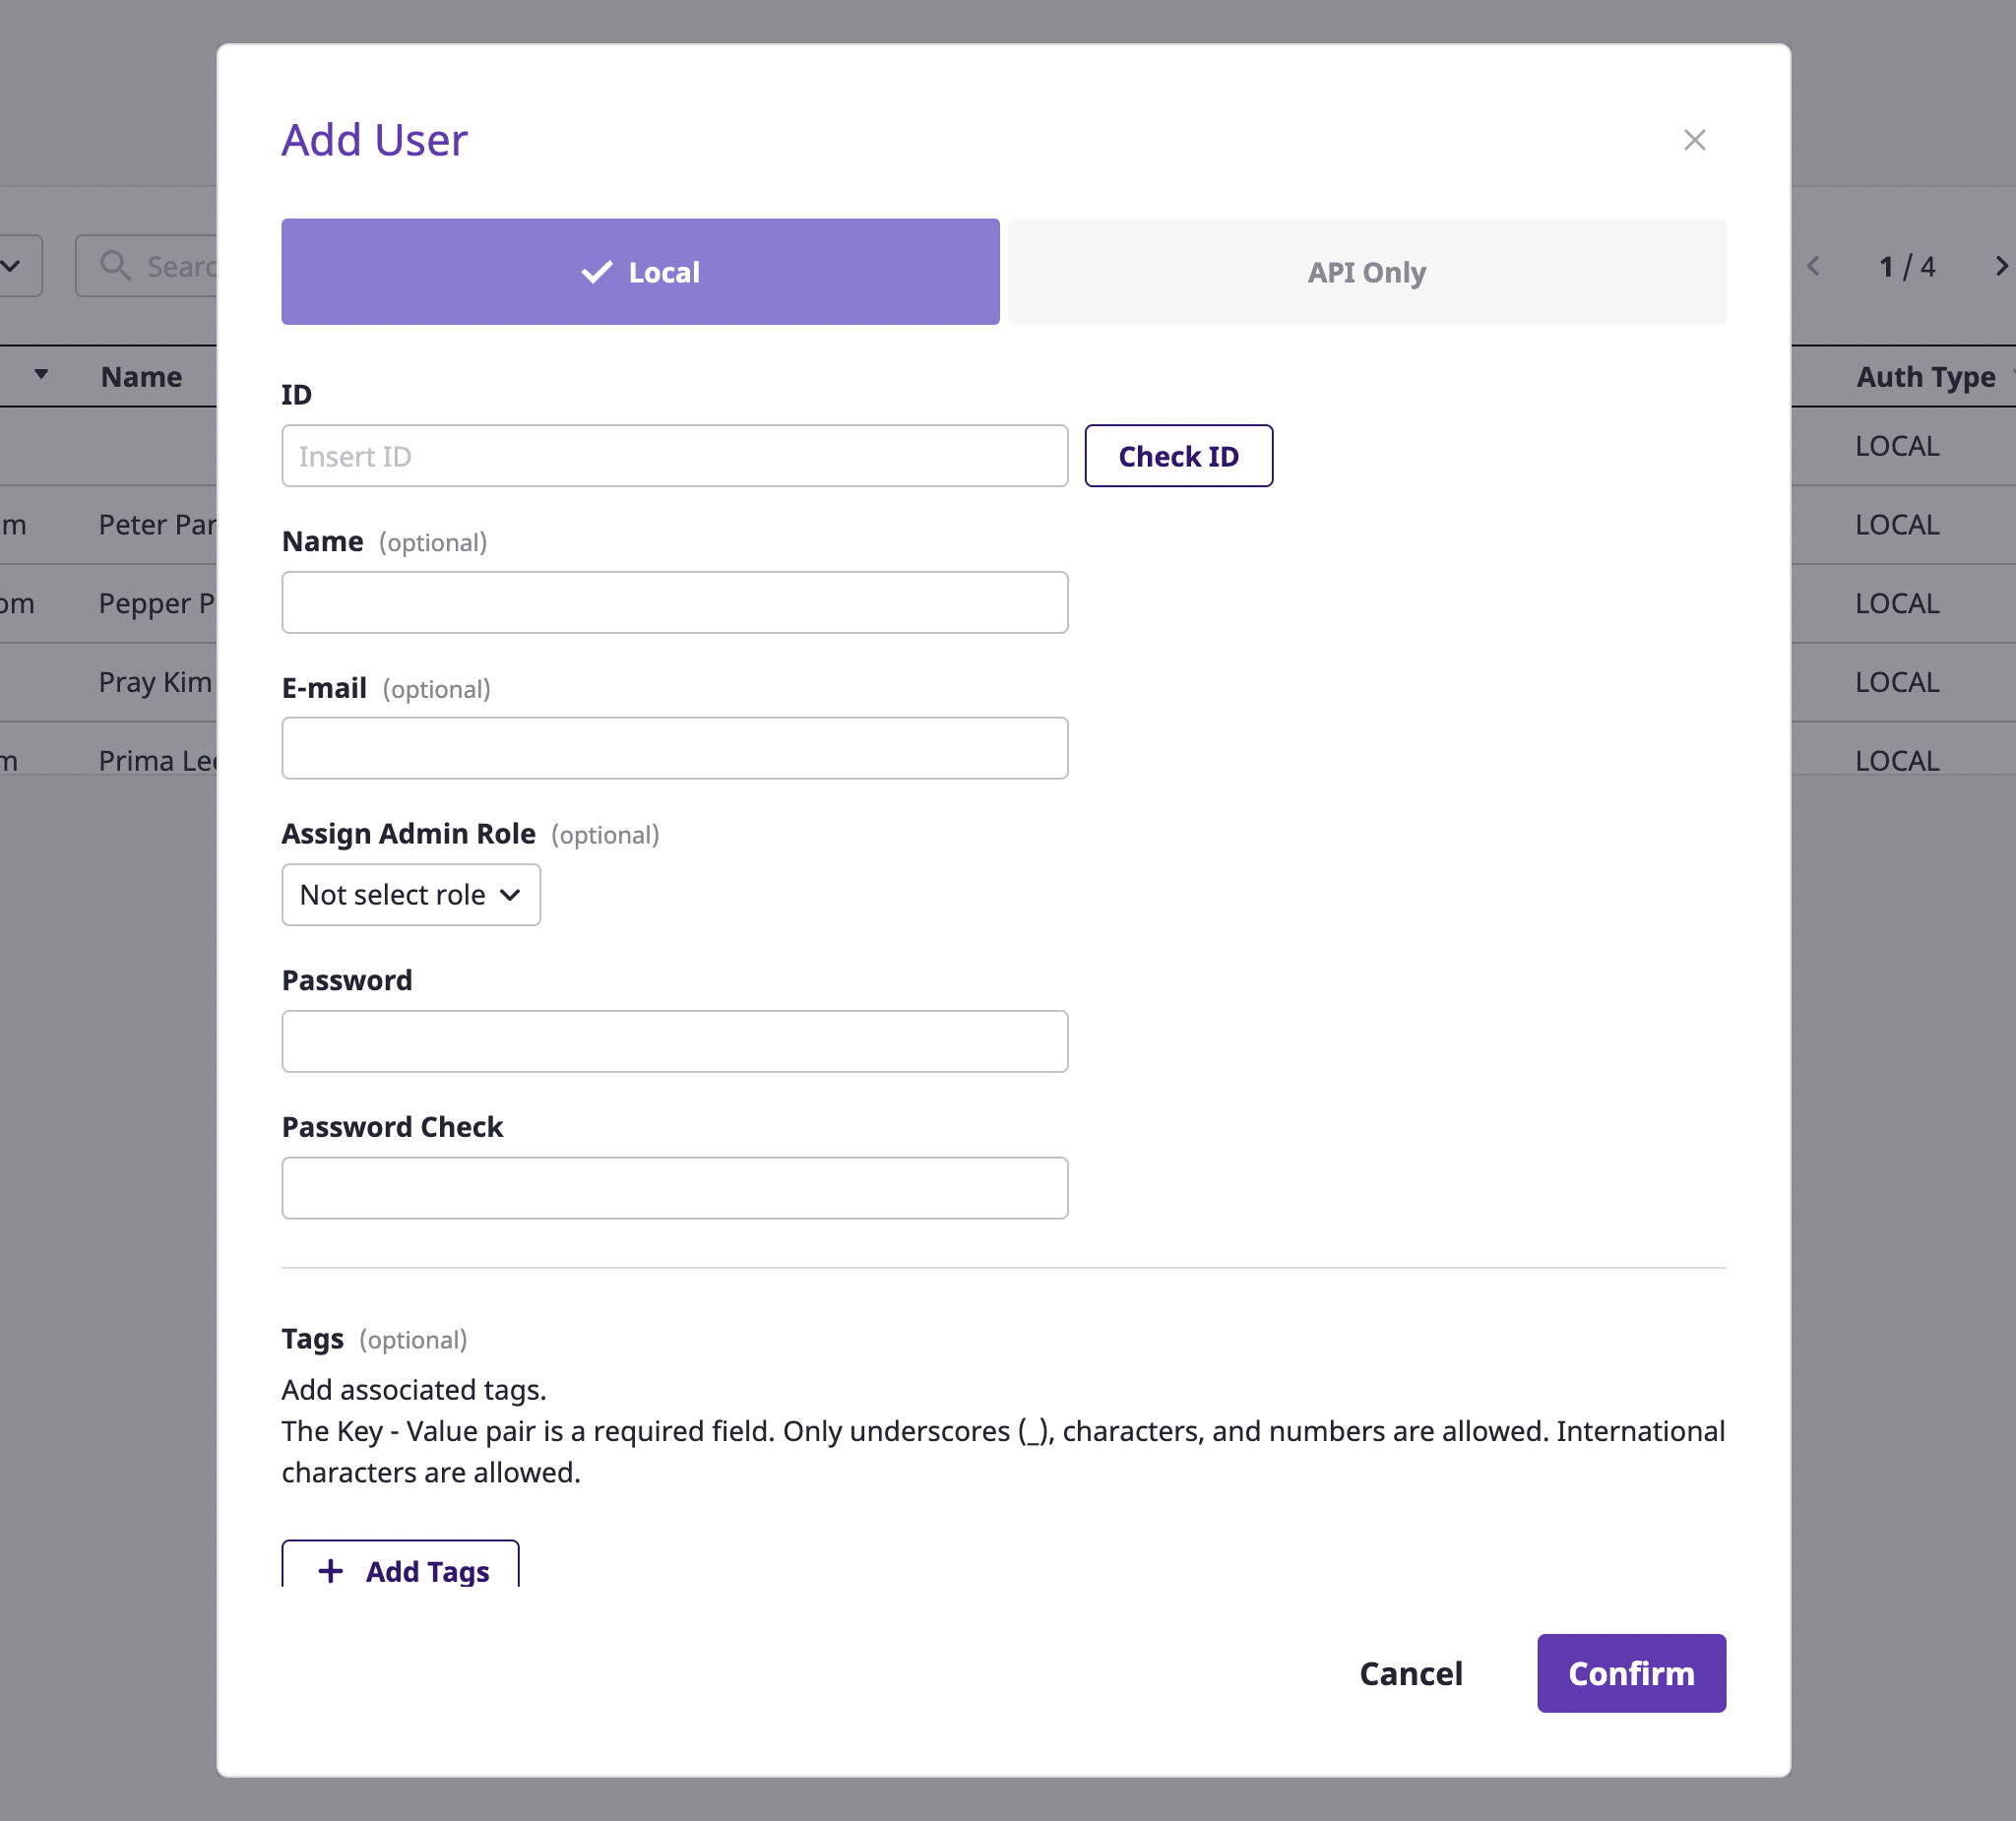 Add User
Local
API Only
ID
Insert ID
Check ID
Name (optional)
E-mail (optional)
Assign Admin Role (optional)
Not select role
Password
Password Check
Tags (optional)
Add associated tags.
The Key - Value pair is a required field. Only underscores (_), characters, and numbers are allowed. International
characters are allowed.
+ Add Tags
Cancel
Confirm
Searc
1 / 4
Name
Auth Type
LOCAL
m
Peter Par
LOCAL
om
Pepper P
LOCAL
Pray Kim
LOCAL
m
Prima Lee
LOCAL